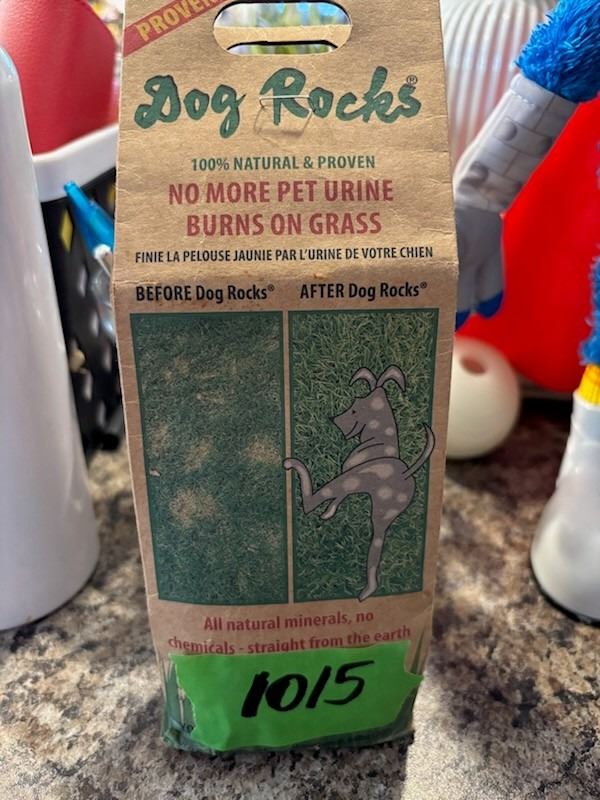 PROVEN
Dog Rocks®
100% NATURAL & PROVEN
NO MORE PET URINE
BURNS ON GRASS
FINIE LA PELOUSE JAUNIE PAR L'URINE DE VOTRE CHIEN
BEFORE Dog Rocks® AFTER Dog Rocks®
All natural minerals, no
chemicals - straight from the earth
1015